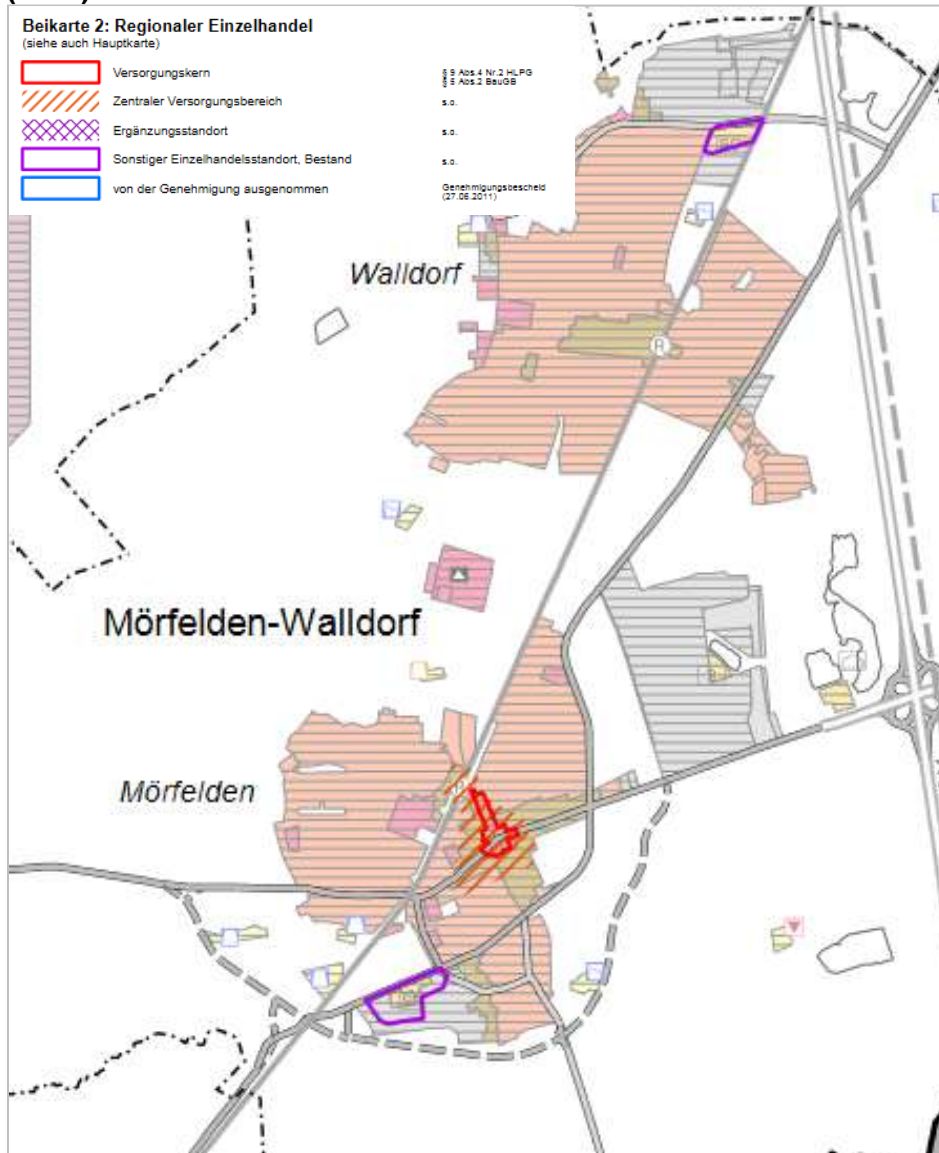 Beikarte 2: Regionaler Einzelhandel
(siehe auch Hauptkarte)
Versorgungskern
§ 9 Abs.4 Nr.2 HLPG
§ 5 Abs.2 BauGB
Zentraler Versorgungsbereich
s.o.
Ergänzungsstandort
s.o.
Sonstiger Einzelhandelsstandort, Bestand
s.o.
von der Genehmigung ausgenommen
Genehmigungsbescheid
(27.06.2011)
Walldorf
R
Mörfelden-Walldorf
Mörfelden